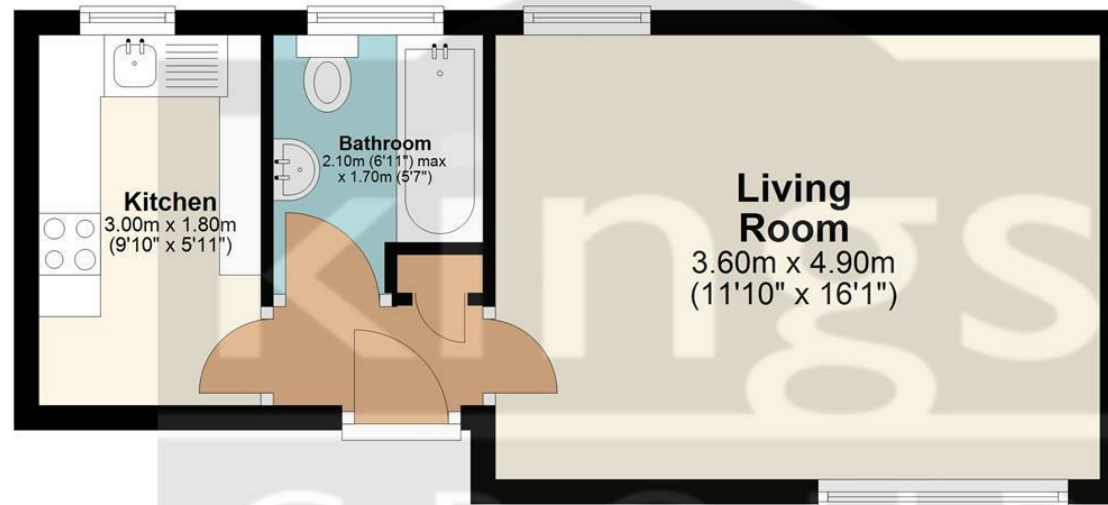 Kitchen
3.00m x 1.80m
(9'10" x 5'11")
Bathroom
2.10m (6'11") max
x 1.70m (5'7")
Living
Room
3.60m x 4.90m
(11'10" x 16'1")
Kings